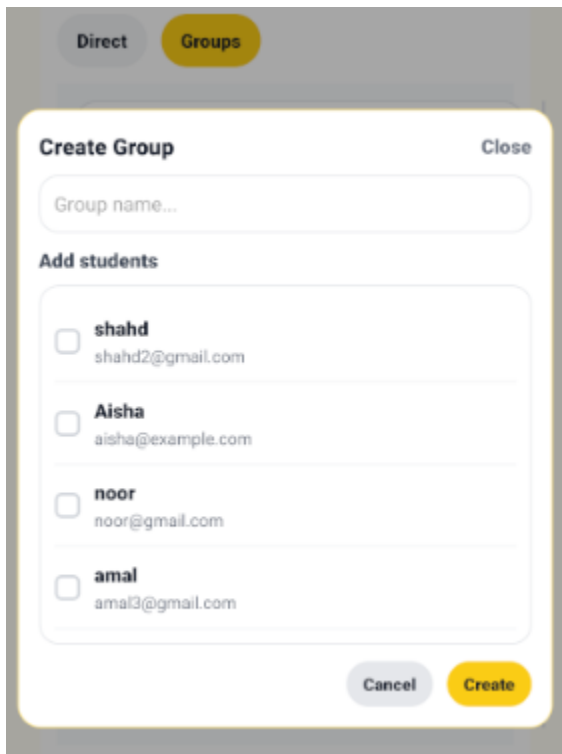 Direct
Groups
Create Group
Close
Group name...
Add students
shahd
shahd2@gmail.com
Aisha
aisha@example.com
noor
noor@gmail.com
amal
amal3@gmail.com
Cancel
Create